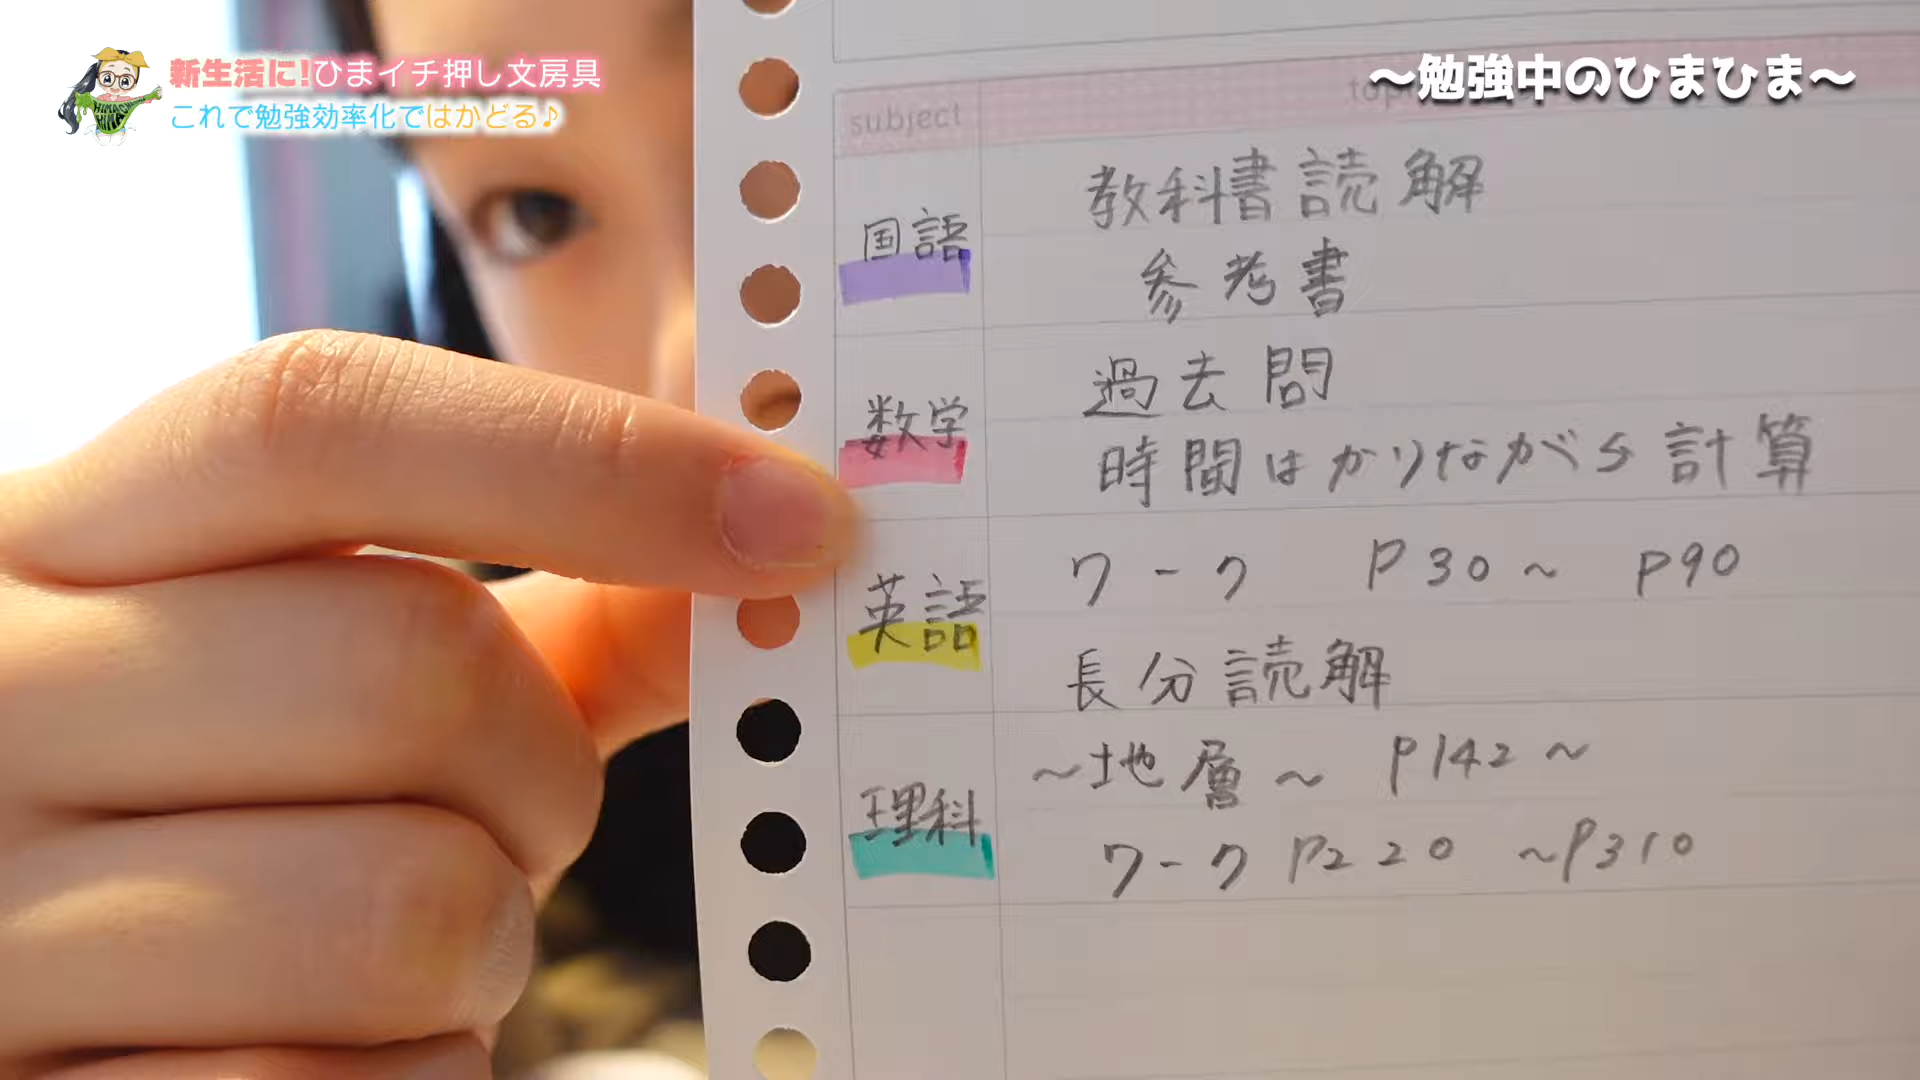 新生活に!ひまイチ押し文房具
これで勉強効率化ではかどる♪
～勉強中のひまひま～
subject
国語 教科書読解
参考書
数学 過去問
時間はかりながら計算
英語 ワーク P30～ P90
長分読解
理科 ～地層～ P142～
ワーク P220 ～P310